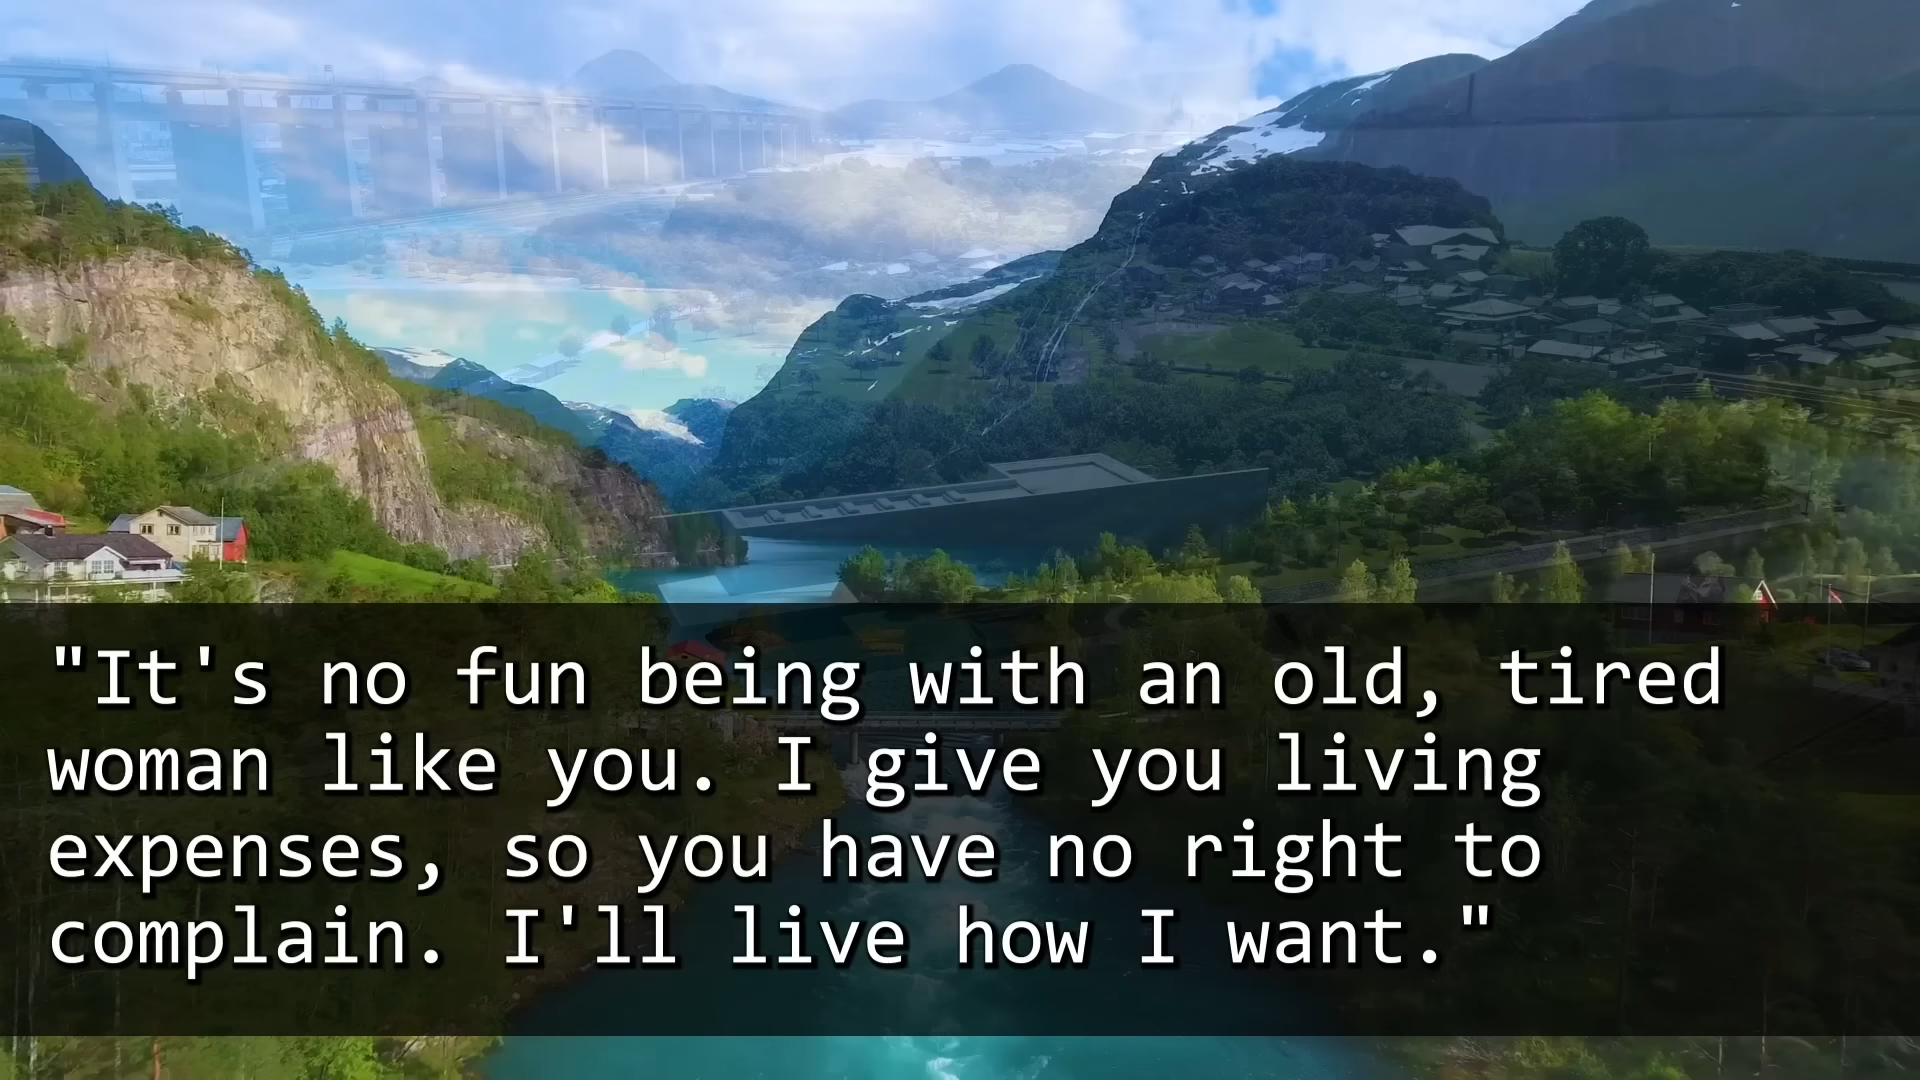 "It's no fun being with an old, tired
woman like you. I give you living
expenses, so you have no right to
complain. I'll live how I want."